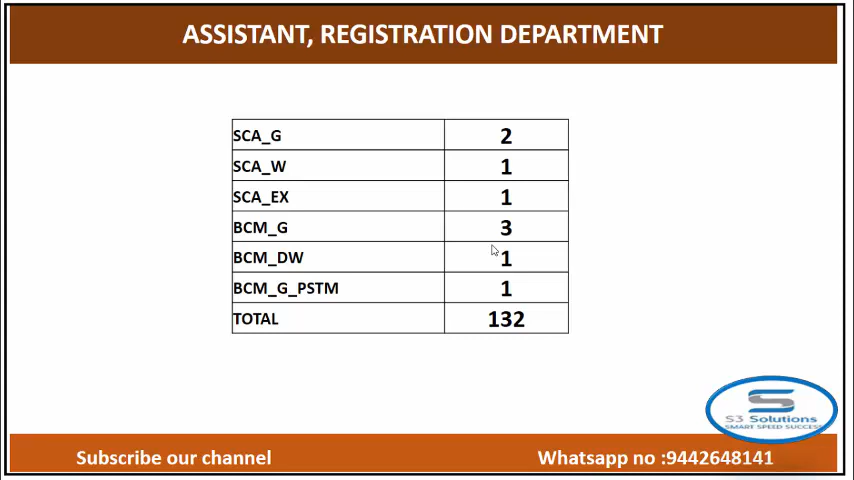 ASSISTANT, REGISTRATION DEPARTMENT
SCA_G 2
SCA_W 1
SCA_EX 1
BCM_G 3
BCM_DW 1
BCM_G_PSTM 1
TOTAL 132
S3 Solutions
SMART SPEED SUCCESS
Subscribe our channel
Whatsapp no :9442648141